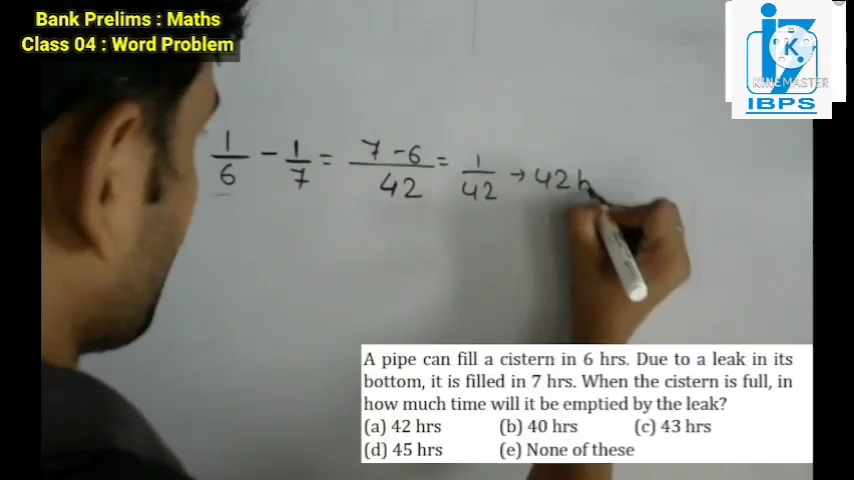 Bank Prelims : Maths
Class 04 : Word Problem
K
KINEMASTER
IBPS
1/6 - 1/7 = 7-6/42 = 1/42 → 42 h
A pipe can fill a cistern in 6 hrs. Due to a leak in its
bottom, it is filled in 7 hrs. When the cistern is full, in
how much time will it be emptied by the leak?
(a) 42 hrs (b) 40 hrs (c) 43 hrs
(d) 45 hrs (e) None of these